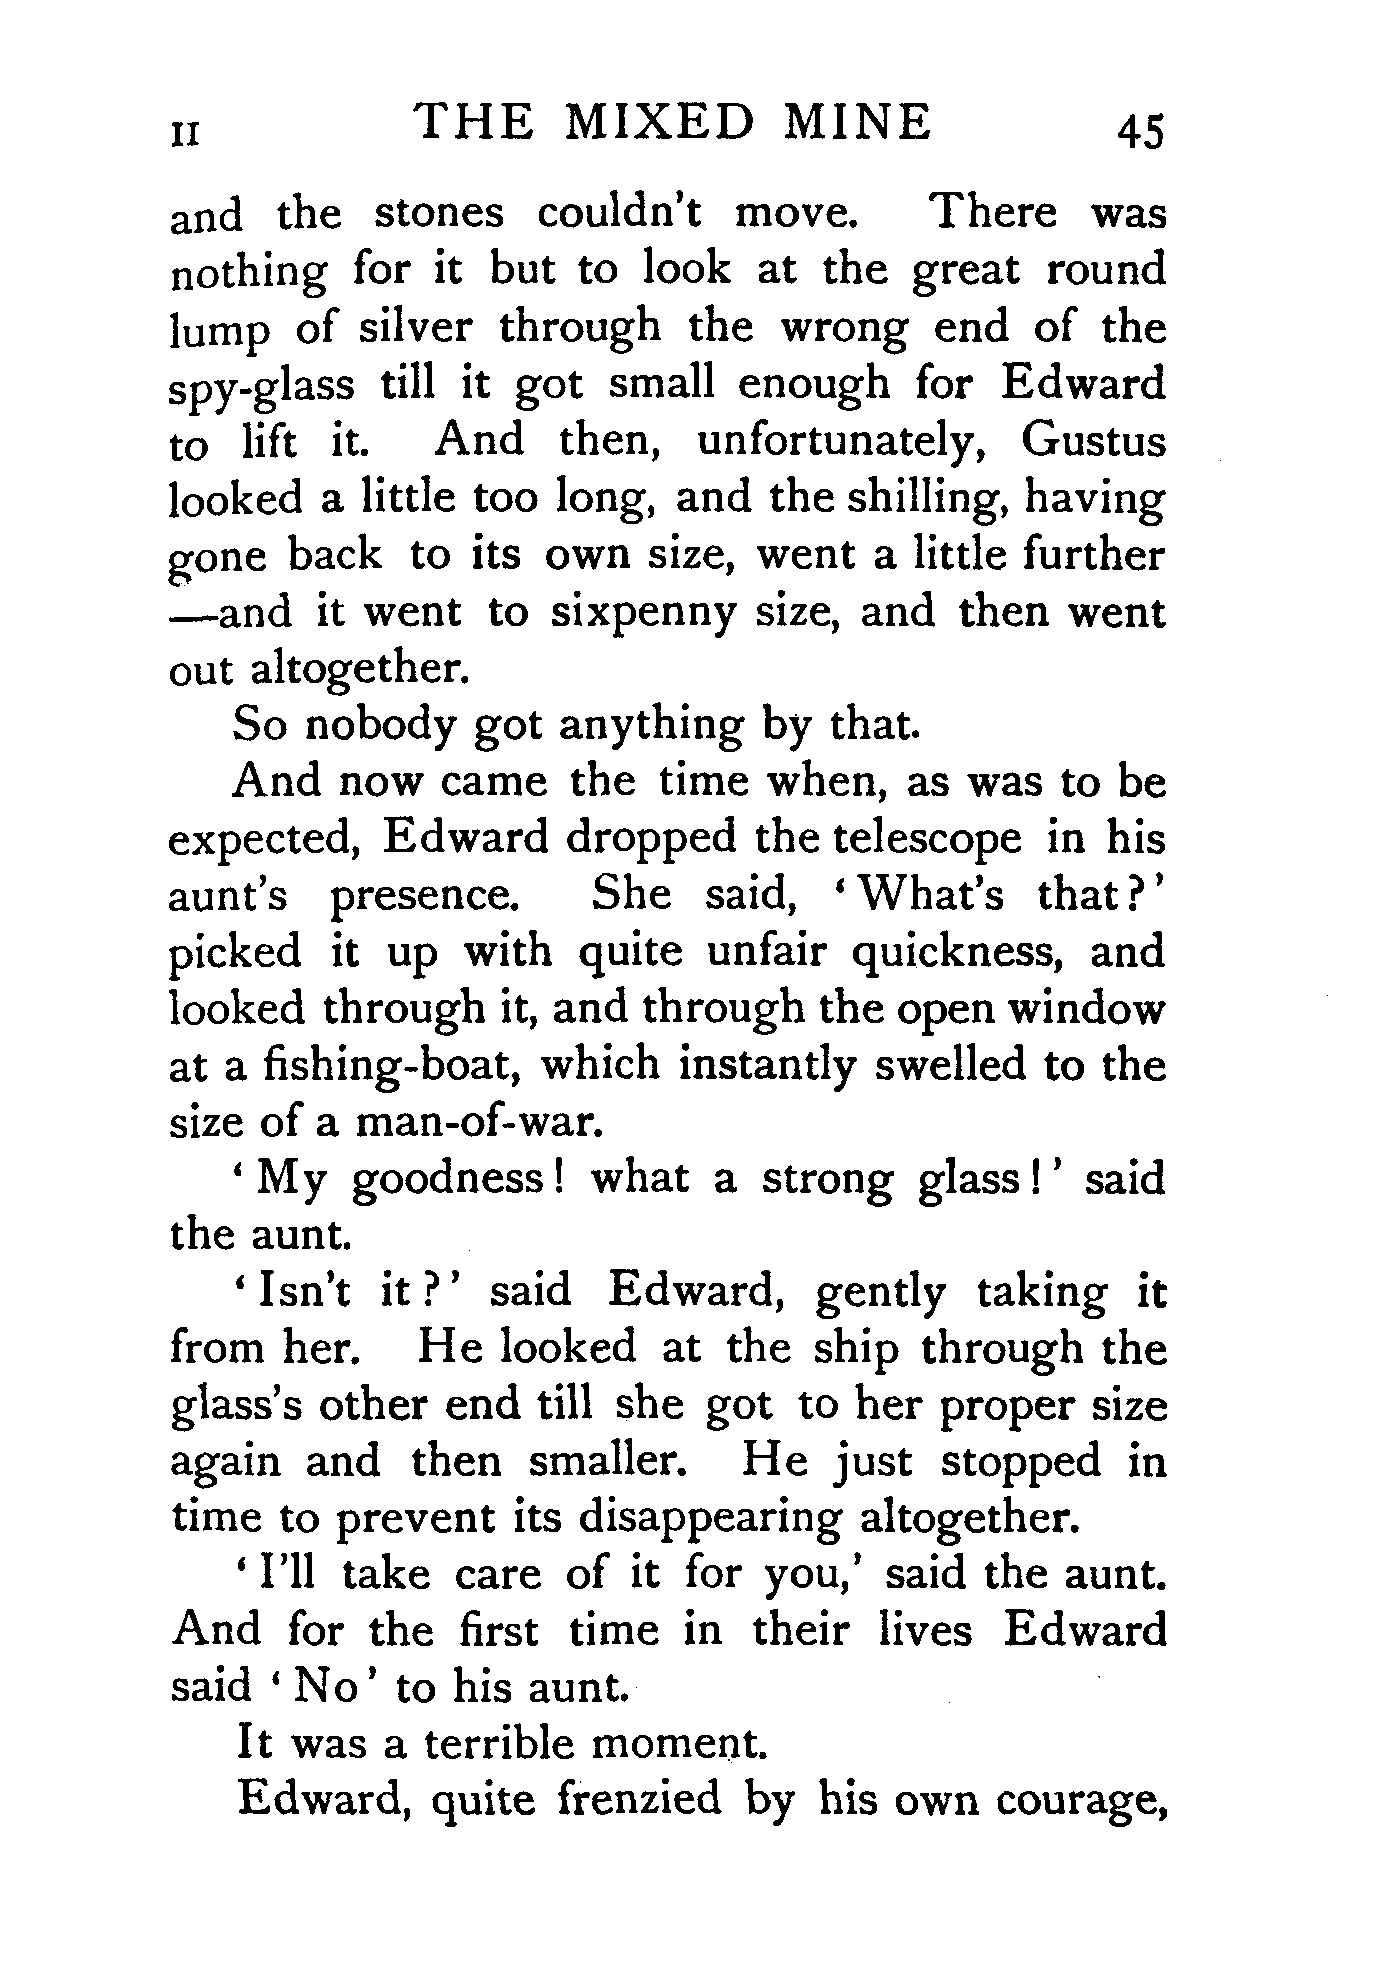 II THE MIXED MINE 45
and the stones couldn't move. There was
nothing for it but to look at the great round
lump of silver through the wrong end of the
spy-glass till it got small enough for Edward
to lift it. And then, unfortunately, Gustus
looked a little too long, and the shilling, having
gone back to its own size, went a little further
—and it went to sixpenny size, and then went
out altogether.
So nobody got anything by that.
And now came the time when, as was to be
expected, Edward dropped the telescope in his
aunt's presence. She said, ‘What's that?’
picked it up with quite unfair quickness, and
looked through it, and through the open window
at a fishing-boat, which instantly swelled to the
size of a man-of-war.
‘My goodness! what a strong glass!’ said
the aunt.
‘Isn't it?’ said Edward, gently taking it
from her. He looked at the ship through the
glass's other end till she got to her proper size
again and then smaller. He just stopped in
time to prevent its disappearing altogether.
‘I'll take care of it for you,’ said the aunt.
And for the first time in their lives Edward
said ‘No’ to his aunt.
It was a terrible moment.
Edward, quite frenzied by his own courage,